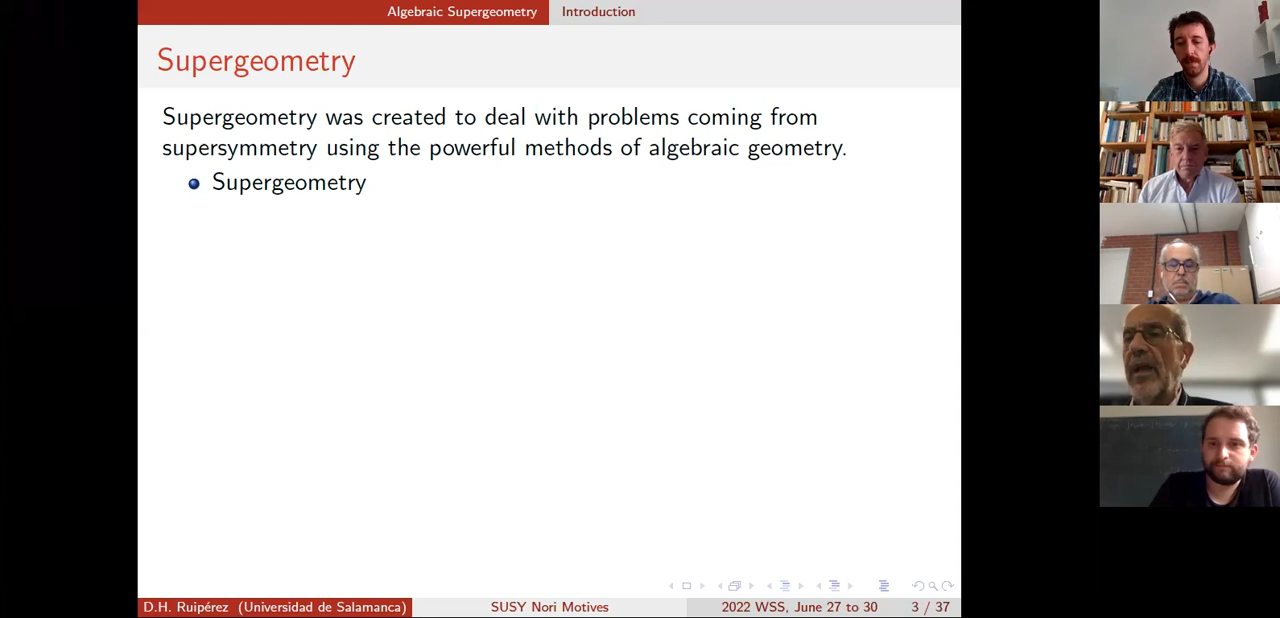 Algebraic Supergeometry Introduction
Supergeometry
Supergeometry was created to deal with problems coming from
supersymmetry using the powerful methods of algebraic geometry.
Supergeometry
D.H. Ruipérez (Universidad de Salamanca) SUSY Nori Motives 2022 WSS, June 27 to 30 3 / 37